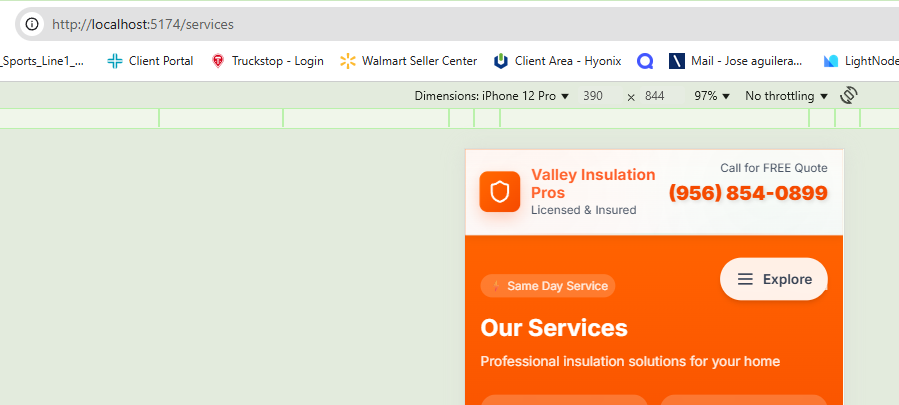 http://localhost:5174/services
_Sports_Line1_... Client Portal Truckstop - Login Walmart Seller Center Client Area - Hyonix Mail - Jose aguilera... LightNode
Dimensions: iPhone 12 Pro 390 x 844 97% No throttling
Call for FREE Quote
Valley Insulation
Pros
(956) 854-0899
Licensed & Insured
Same Day Service
Explore
Our Services
Professional insulation solutions for your home